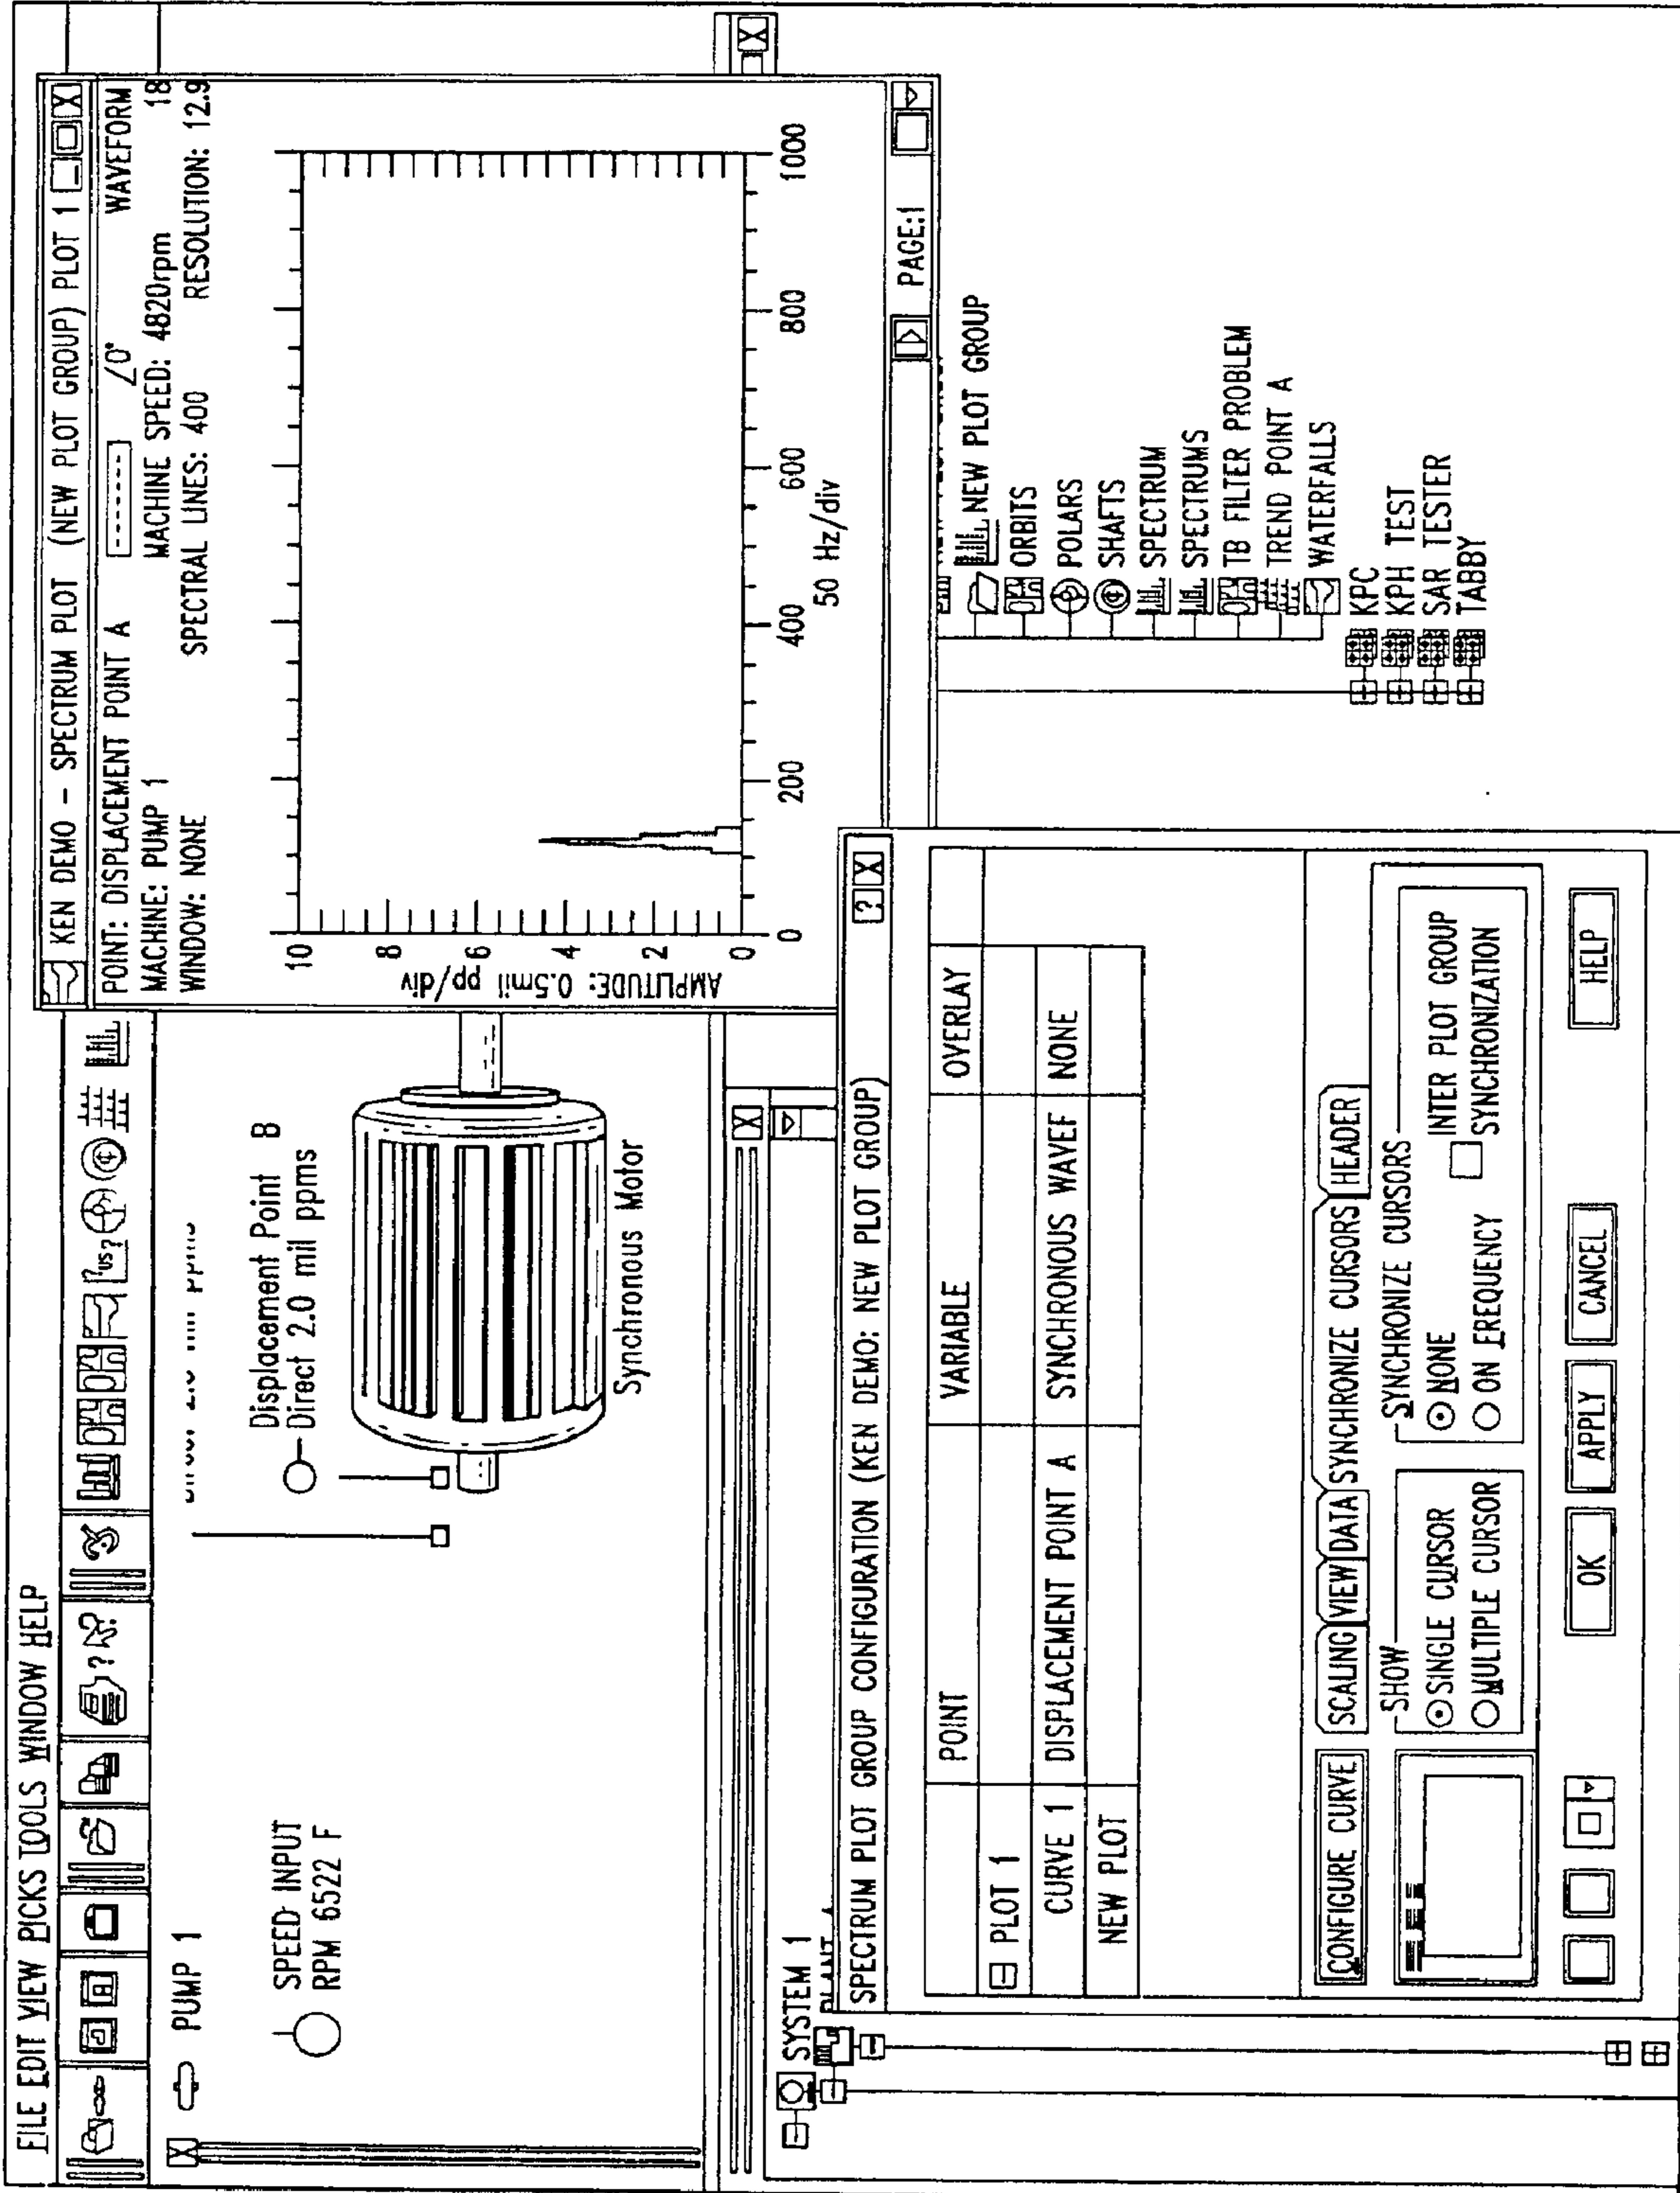 FILE EDIT VIEW PICKS TOOLS WINDOW HELP
?
?us?
PUMP 1
SPEED INPUT
RPM 6522 F
Displacement Point B
Direct 2.0 mil ppms
Synchronous Motor
KEN DEMO - SPECTRUM PLOT (NEW PLOT GROUP) PLOT 1
POINT: DISPLACEMENT POINT A /0° WAVEFORM
MACHINE: PUMP 1 MACHINE SPEED: 4820rpm 18
WINDOW: NONE SPECTRAL LINES: 400 RESOLUTION: 12.9
AMPLITUDE: 0.5mil pp/div
10
8
6
4
2
0
0 200 400 600 800 1000
50 Hz/div
PAGE:1
SYSTEM 1
NEW PLOT GROUP
ORBITS
POLARS
SHAFTS
SPECTRUM
SPECTRUMS
TB FILTER PROBLEM
TREND POINT A
WATERFALLS
KPC
KPH TEST
SAR TESTER
TABBY
SPECTRUM PLOT GROUP CONFIGURATION (KEN DEMO: NEW PLOT GROUP) ? X
POINT VARIABLE OVERLAY
PLOT 1
CURVE 1 DISPLACEMENT POINT A SYNCHRONOUS WAVEF NONE
NEW PLOT
CONFIGURE CURVE SCALING VIEW DATA SYNCHRONIZE CURSORS HEADER
SHOW
SINGLE CURSOR
MULTIPLE CURSOR
SYNCHRONIZE CURSORS
NONE
ON FREQUENCY
INTER PLOT GROUP
SYNCHRONIZATION
OK APPLY CANCEL HELP